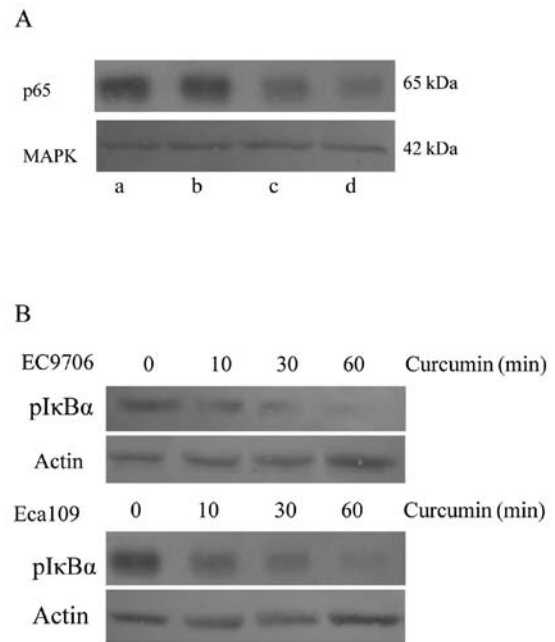 A
p65 65 kDa
MAPK 42 kDa
a b c d
B
EC9706 0 10 30 60 Curcumin (min)
pIκBα
Actin
Eca109 0 10 30 60 Curcumin (min)
pIκBα
Actin